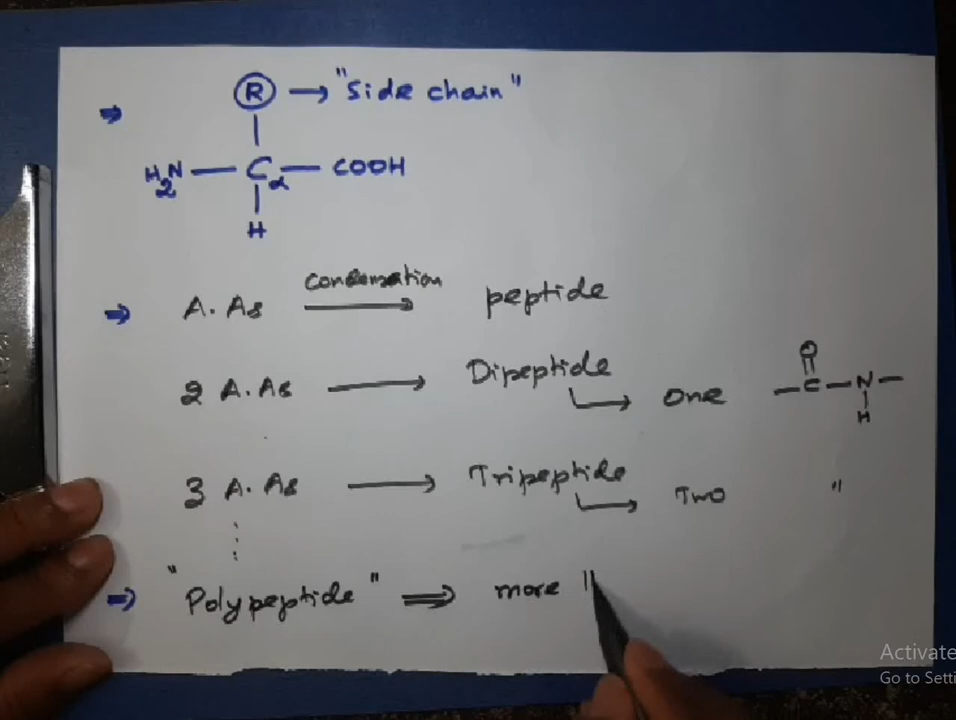 R → "Side chain"
H2N — Cα — COOH
H
A. As condensation → peptide
O
2 A. As → Dipeptide
↳ One — C — N —
H
3 A. As → Tripeptide
↳ Two "
"Polypeptide" ⇒ more "
Activate
Go to Setti